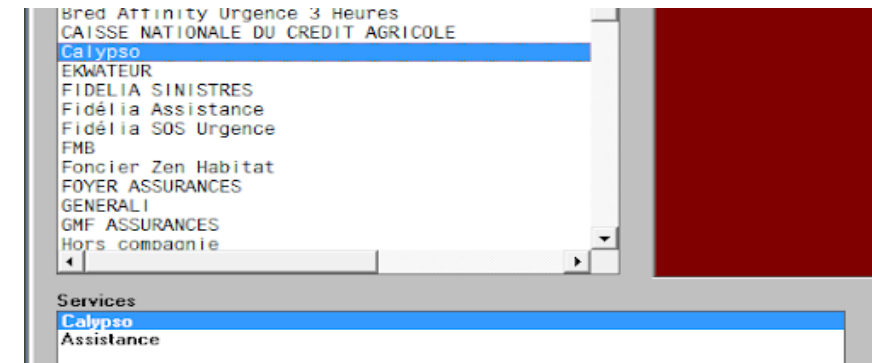 Bred Affinity Urgence 3 Heures
CAISSE NATIONALE DU CREDIT AGRICOLE
Calypso
EKWATEUR
FIDELIA SINISTRES
Fidélia Assistance
Fidélia SOS Urgence
FMB
Foncier Zen Habitat
FOYER ASSURANCES
GENERALI
GMF ASSURANCES
Hors compagnie
Services
Calypso
Assistance